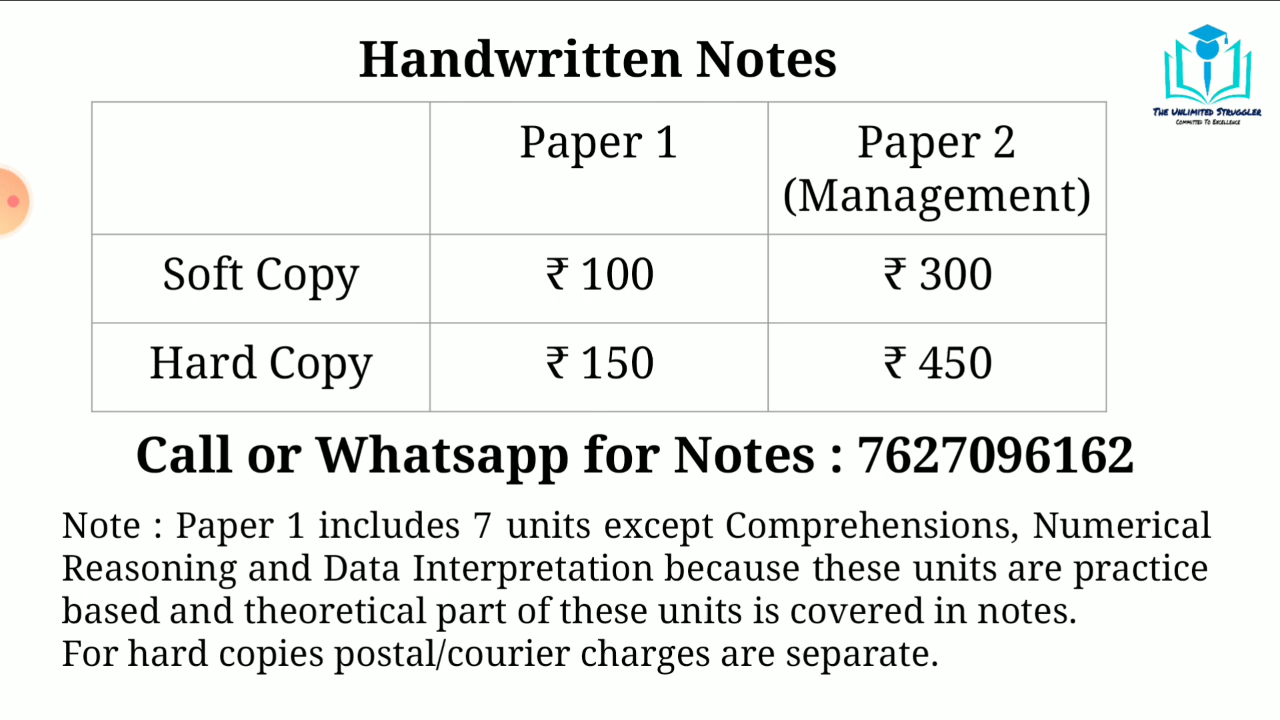 Handwritten Notes
THE UNLIMITED STRUGGLER
COMMITTED TO EXCELLENCE
Paper 1 Paper 2
(Management)
Soft Copy ₹ 100 ₹ 300
Hard Copy ₹ 150 ₹ 450
Call or Whatsapp for Notes : 7627096162
Note : Paper 1 includes 7 units except Comprehensions, Numerical
Reasoning and Data Interpretation because these units are practice
based and theoretical part of these units is covered in notes.
For hard copies postal/courier charges are separate.